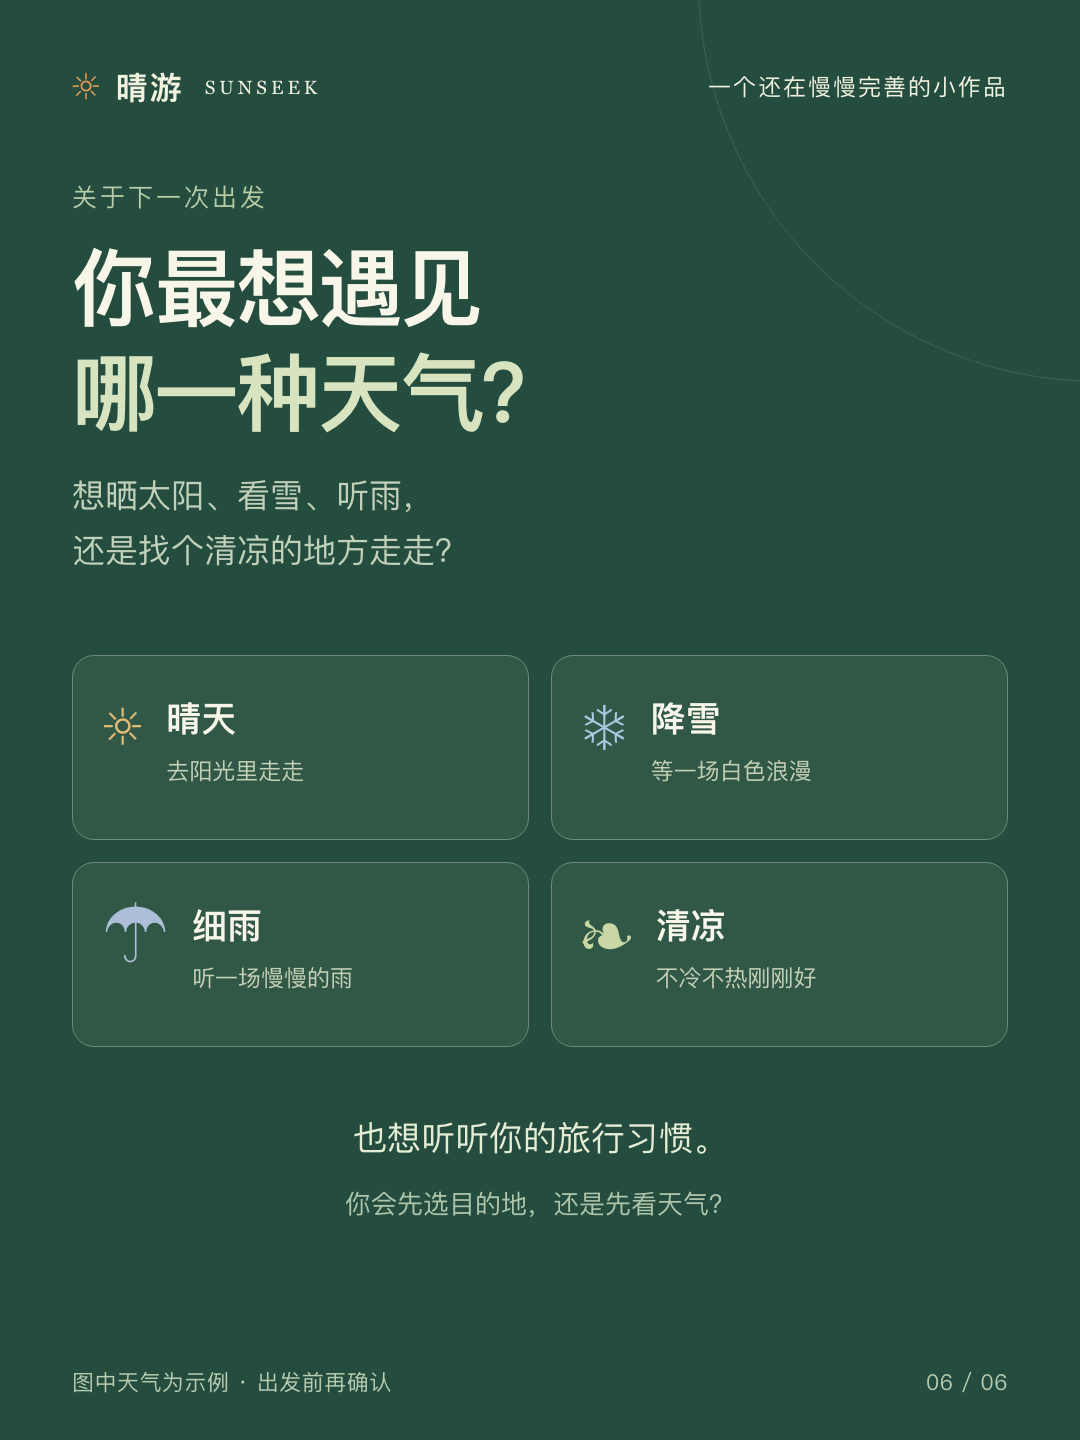 晴游 SUNSEEK
一个还在慢慢完善的小作品
关于下一次出发
你最想遇见
哪一种天气?
想晒太阳、看雪、听雨,
还是找个清凉的地方走走?
晴天
去阳光里走走
降雪
等一场白色浪漫
细雨
听一场慢慢的雨
清凉
不冷不热刚刚好
也想听听你的旅行习惯。
你会先选目的地，还是先看天气?
图中天气为示例 · 出发前再确认
06 / 06